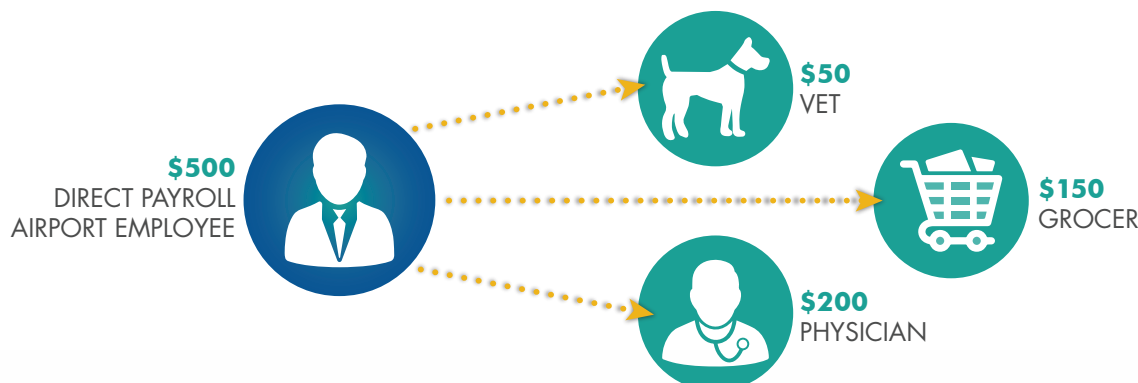 $500
DIRECT PAYROLL
AIRPORT EMPLOYEE
$50
VET
$150
GROCER
$200
PHYSICIAN